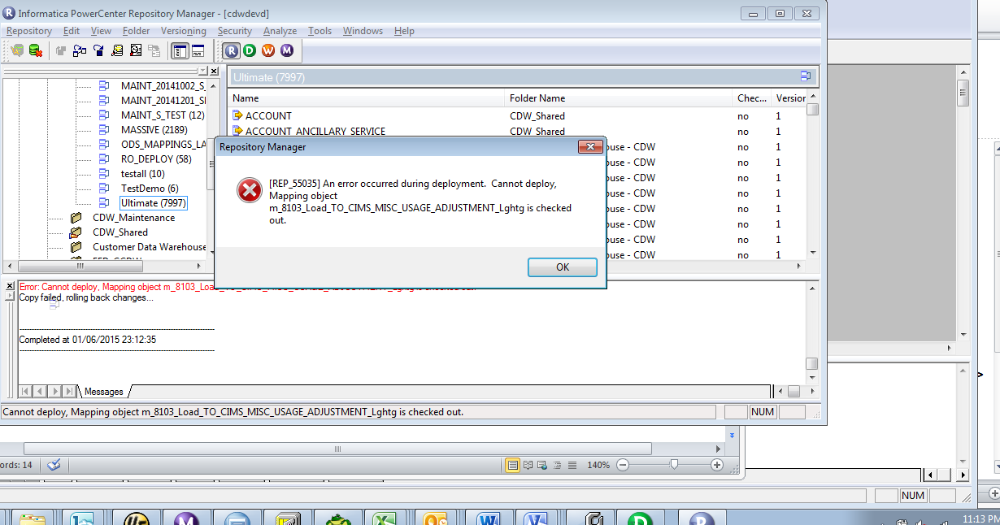 Informatica PowerCenter Repository Manager - [cdwdevd]
Repository Edit View Folder Versioning Security Analyze Tools Windows Help
R D W M
MAINT_20141002_S_
MAINT_20141201_SI
MAINT_S_TEST (12)
MASSIVE (2189)
ODS_MAPPINGS_LA
RO_DEPLOY (58)
testall (10)
TestDemo (6)
Ultimate (7997)
CDW_Maintenance
CDW_Shared
Customer Data Warehouse
Ultimate (7997)
Name Folder Name Chec... Version
ACCOUNT CDW_Shared no 1
ACCOUNT_ANCILLARY_SERVICE CDW_Shared no 1
ouse - CDW no 1
ouse - CDW no 1
ouse - CDW no 1
ouse - CDW no 1
ouse - CDW no 1
ouse - CDW no 1
ouse - CDW no 1
ouse - CDW no 1
Repository Manager
[REP_55035] An error occurred during deployment. Cannot deploy,
Mapping object
m_8103_Load_TO_CIMS_MISC_USAGE_ADJUSTMENT_Lghtg is checked
out.
OK
Error: Cannot deploy, Mapping object m_8103_Load_TO_CIMS_MISC_USAGE_ADJUSTMENT_Lghtg is checked out.
Copy failed, rolling back changes...
Completed at 01/06/2015 23:12:35
Messages
Cannot deploy, Mapping object m_8103_Load_TO_CIMS_MISC_USAGE_ADJUSTMENT_Lghtg is checked out.
NUM
ords: 14
140%
NUM
11:13 PM